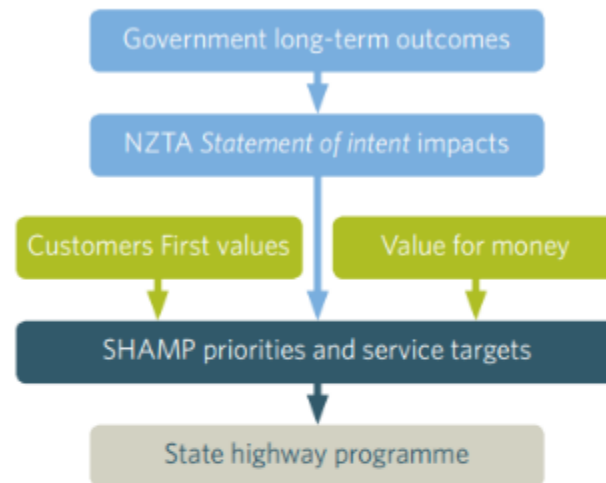 Government long-term outcomes
NZTA Statement of intent impacts
Customers First values
Value for money
SHAMP priorities and service targets
State highway programme